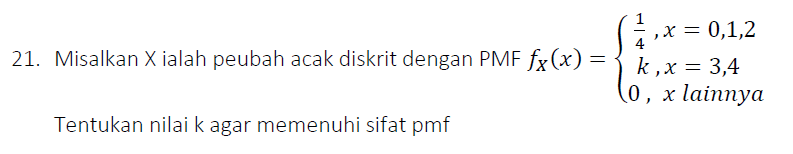 21. Misalkan X ialah peubah acak diskrit dengan PMF f_X(x) = { 1/4 , x = 0,1,2
k , x = 3,4
0 , x lainnya
Tentukan nilai k agar memenuhi sifat pmf